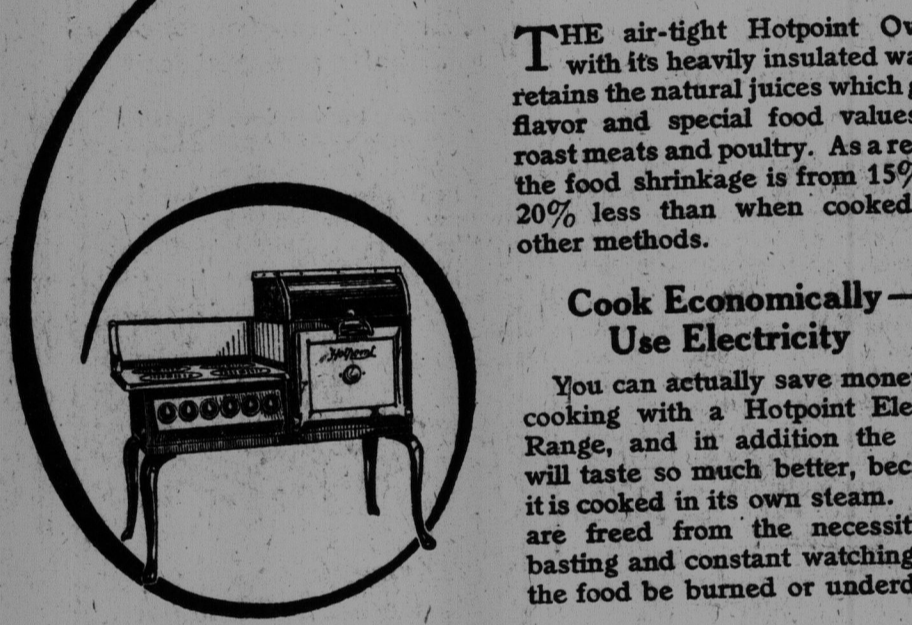 THE air-tight Hotpoint Ov
with its heavily insulated wa
retains the natural juices which g
flavor and special food values
roast meats and poultry. As a re
the food shrinkage is from 15%
20% less than when cooked
other methods.
Cook Economically—
Use Electricity
You can actually save mone
cooking with a Hotpoint Ele
Range, and in addition the
will taste so much better, bec
it is cooked in its own steam.
are freed from the necessit
basting and constant watching
the food be burned or underd
Hotpoint